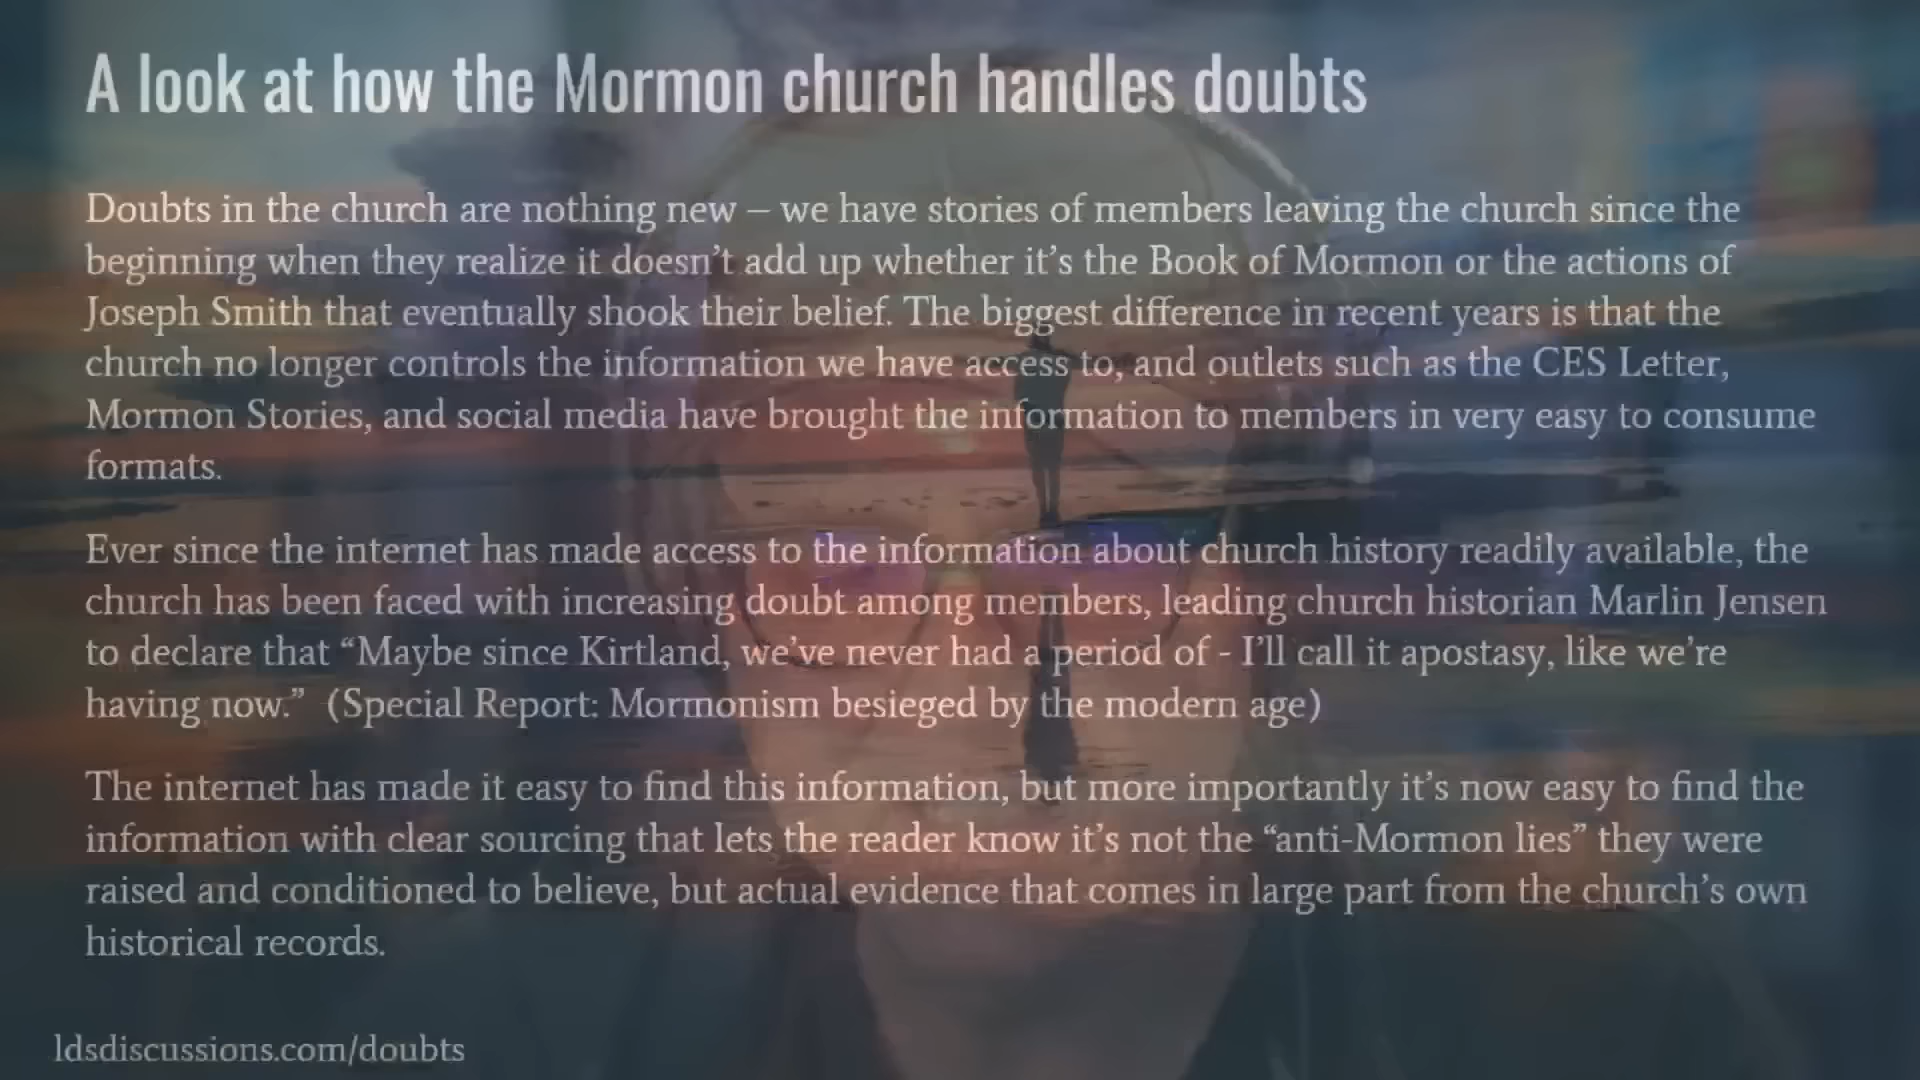 A look at how the Mormon church handles doubts
Doubts in the church are nothing new – we have stories of members leaving the church since the
beginning when they realize it doesn’t add up whether it’s the Book of Mormon or the actions of
Joseph Smith that eventually shook their belief. The biggest difference in recent years is that the
church no longer controls the information we have access to, and outlets such as the CES Letter,
Mormon Stories, and social media have brought the information to members in very easy to consume
formats.
Ever since the internet has made access to the information about church history readily available, the
church has been faced with increasing doubt among members, leading church historian Marlin Jensen
to declare that “Maybe since Kirtland, we’ve never had a period of - I’ll call it apostasy, like we’re
having now.”  (Special Report: Mormonism besieged by the modern age)
The internet has made it easy to find this information, but more importantly it’s now easy to find the
information with clear sourcing that lets the reader know it’s not the “anti-Mormon lies” they were
raised and conditioned to believe, but actual evidence that comes in large part from the church’s own
historical records.
ldsdiscussions.com/doubts